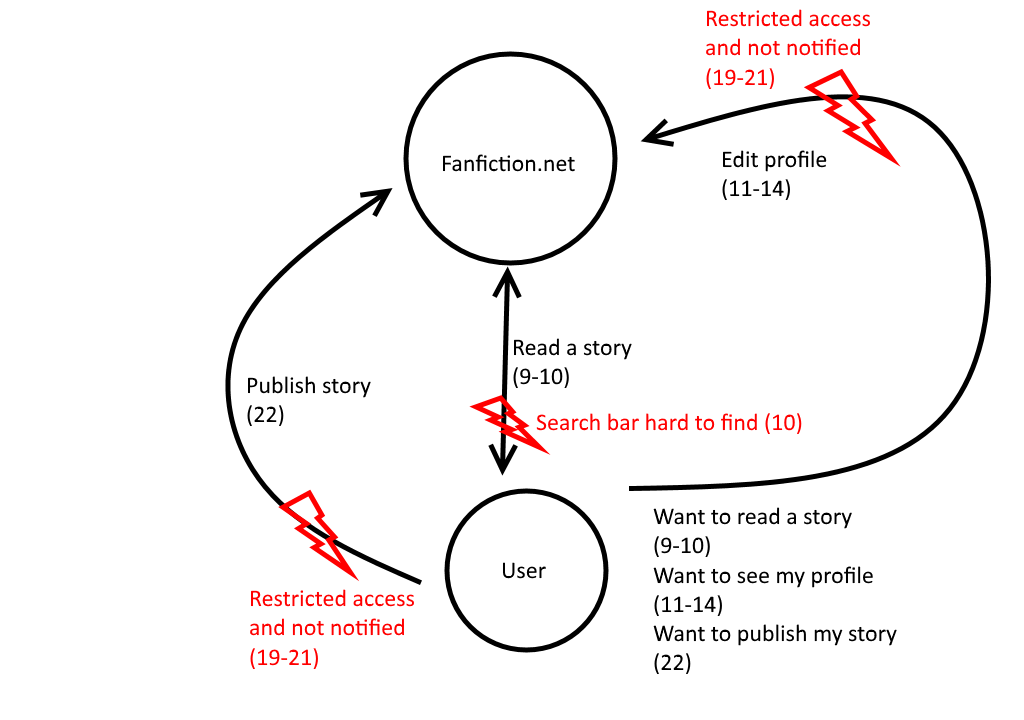 Restricted access
and not notified
(19-21)
Fanfiction.net
Edit profile
(11-14)
Read a story
(9-10)
Publish story
(22)
Search bar hard to find (10)
User
Want to read a story
(9-10)
Want to see my profile
(11-14)
Want to publish my story
(22)
Restricted access
and not notified
(19-21)